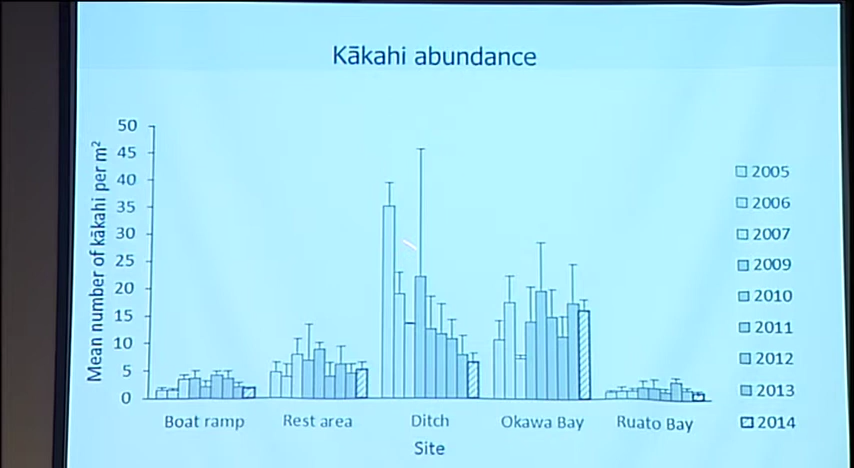 Kākahi abundance
Mean number of kākahi per m²
50
45
40
35
30
25
20
15
10
5
0
Boat ramp
Rest area
Ditch
Okawa Bay
Ruato Bay
Site
2005
2006
2007
2009
2010
2011
2012
2013
2014